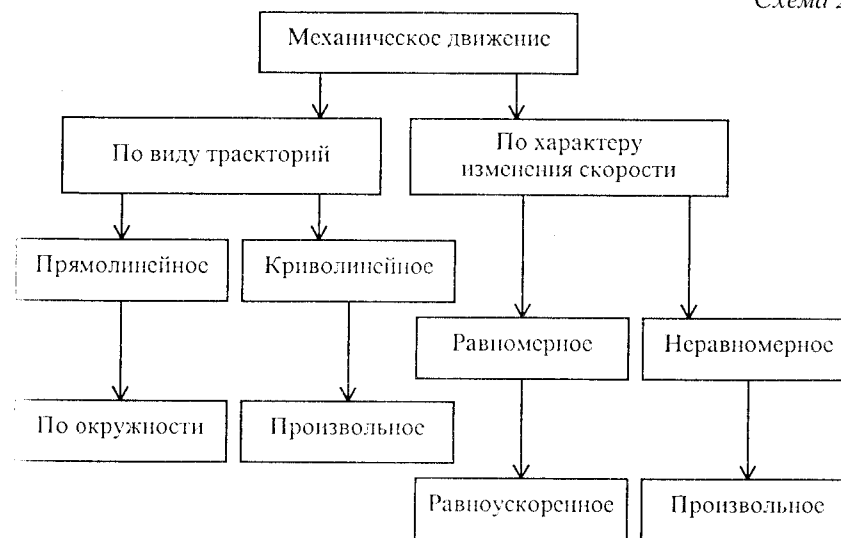 Схема 2
Механическое движение
По виду траекторий
По характеру
изменения скорости
Прямолинейное
Криволинейное
Равномерное
Неравномерное
По окружности
Произвольное
Равноускоренное
Произвольное